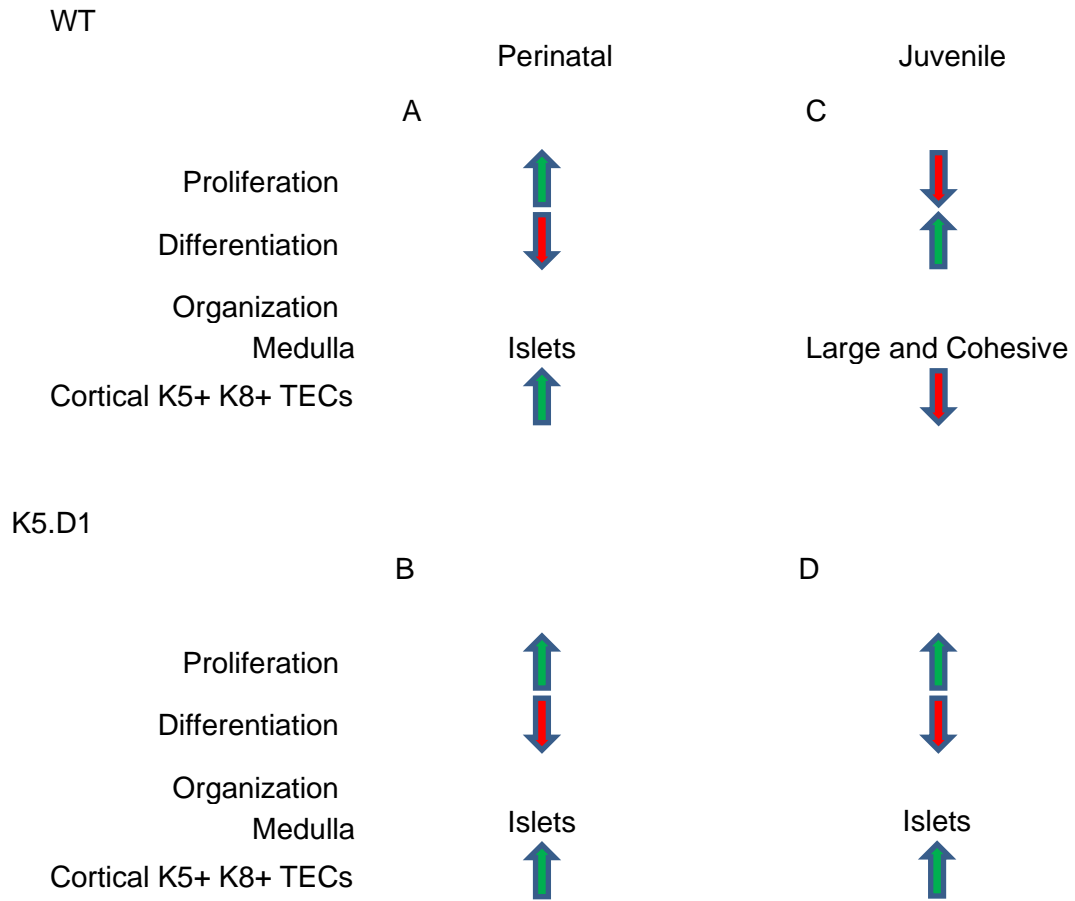 WT
Perinatal Juvenile
A C
Proliferation
Differentiation
Organization
Medulla Islets Large and Cohesive
Cortical K5+ K8+ TECs
K5.D1
B D
Proliferation
Differentiation
Organization
Medulla Islets Islets
Cortical K5+ K8+ TECs